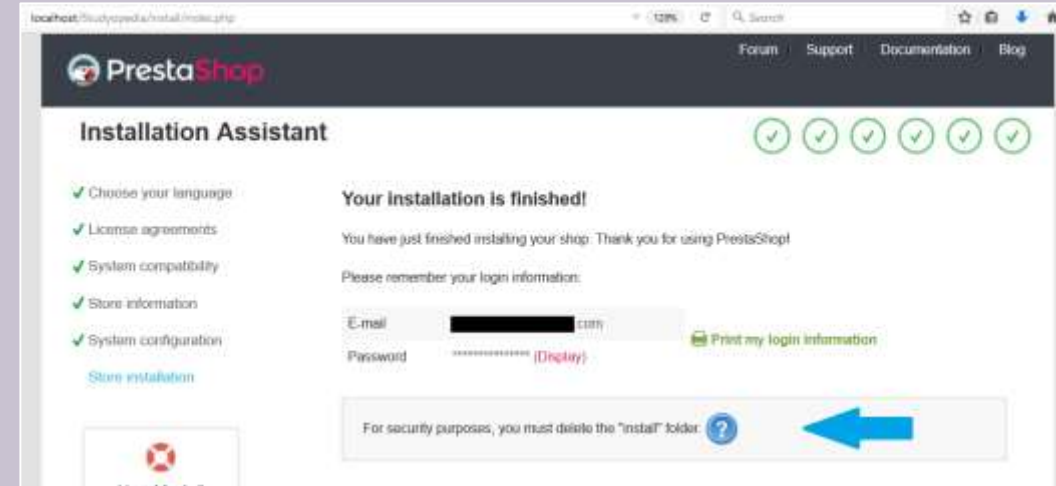 localhost/Studyopedia/install/index.php
120%
Search
PrestaShop
Forum Support Documentation Blog
Installation Assistant
Choose your language
License agreements
System compatibility
Store information
System configuration
Store installation
Your installation is finished!
You have just finished installing your shop. Thank you for using PrestaShop!
Please remember your login information:
E-mail .com
Password *************** (Display)
Print my login information
For security purposes, you must delete the "install" folder.